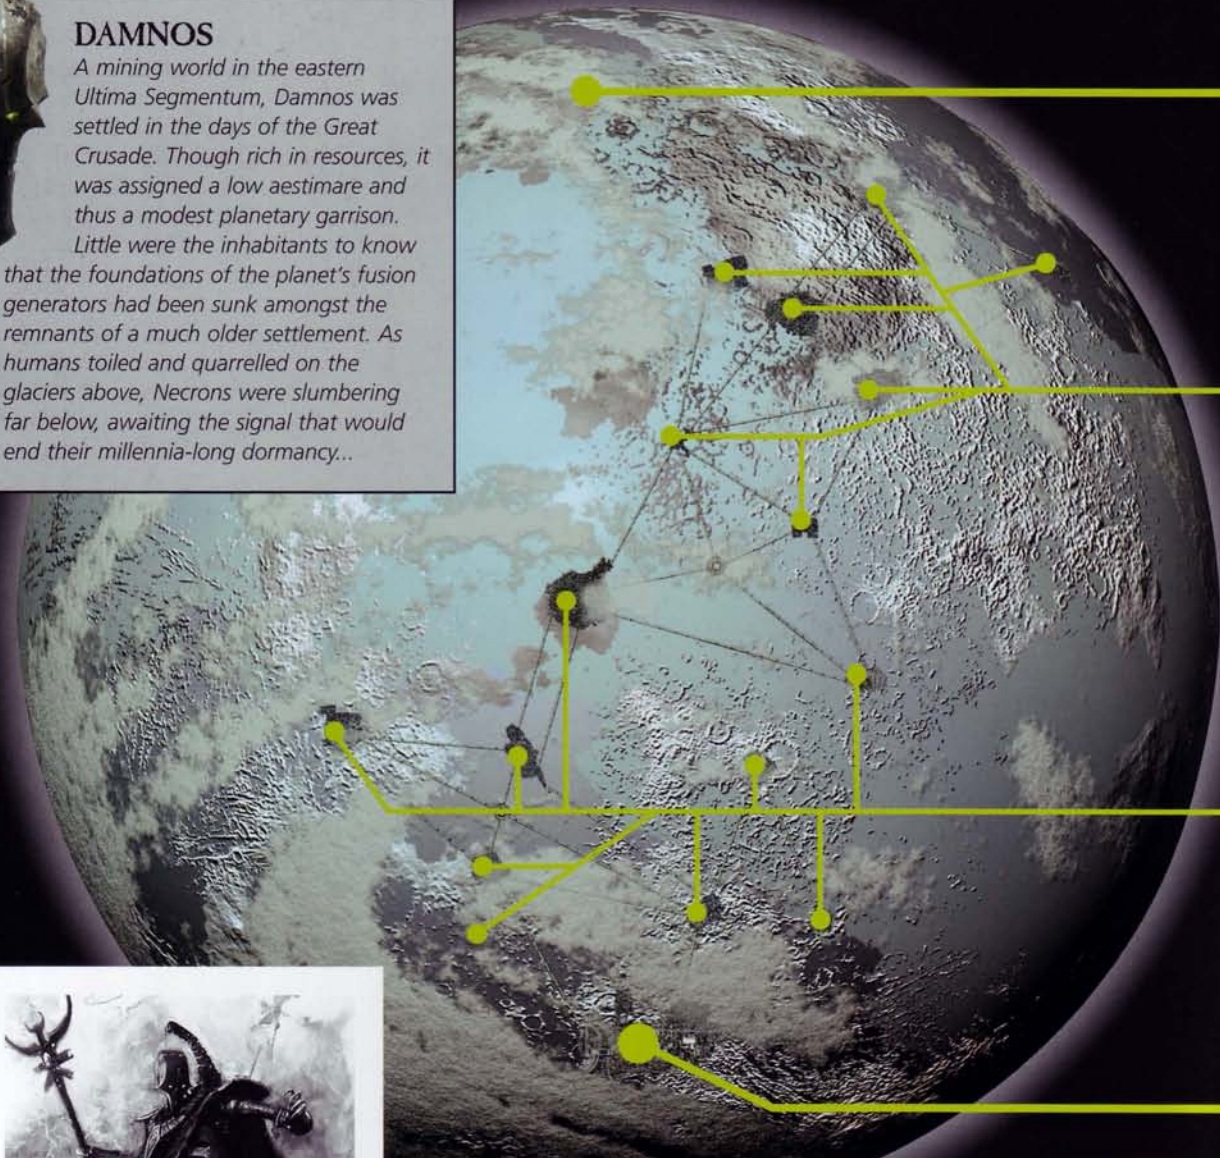 DAMNOS
A mining world in the eastern
Ultima Segmentum, Damnos was
settled in the days of the Great
Crusade. Though rich in resources, it
was assigned a low aestimare and
thus a modest planetary garrison.
Little were the inhabitants to know
that the foundations of the planet's fusion
generators had been sunk amongst the
remnants of a much older settlement. As
humans toiled and quarrelled on the
glaciers above, Necrons were slumbering
far below, awaiting the signal that would
end their millennia-long dormancy...